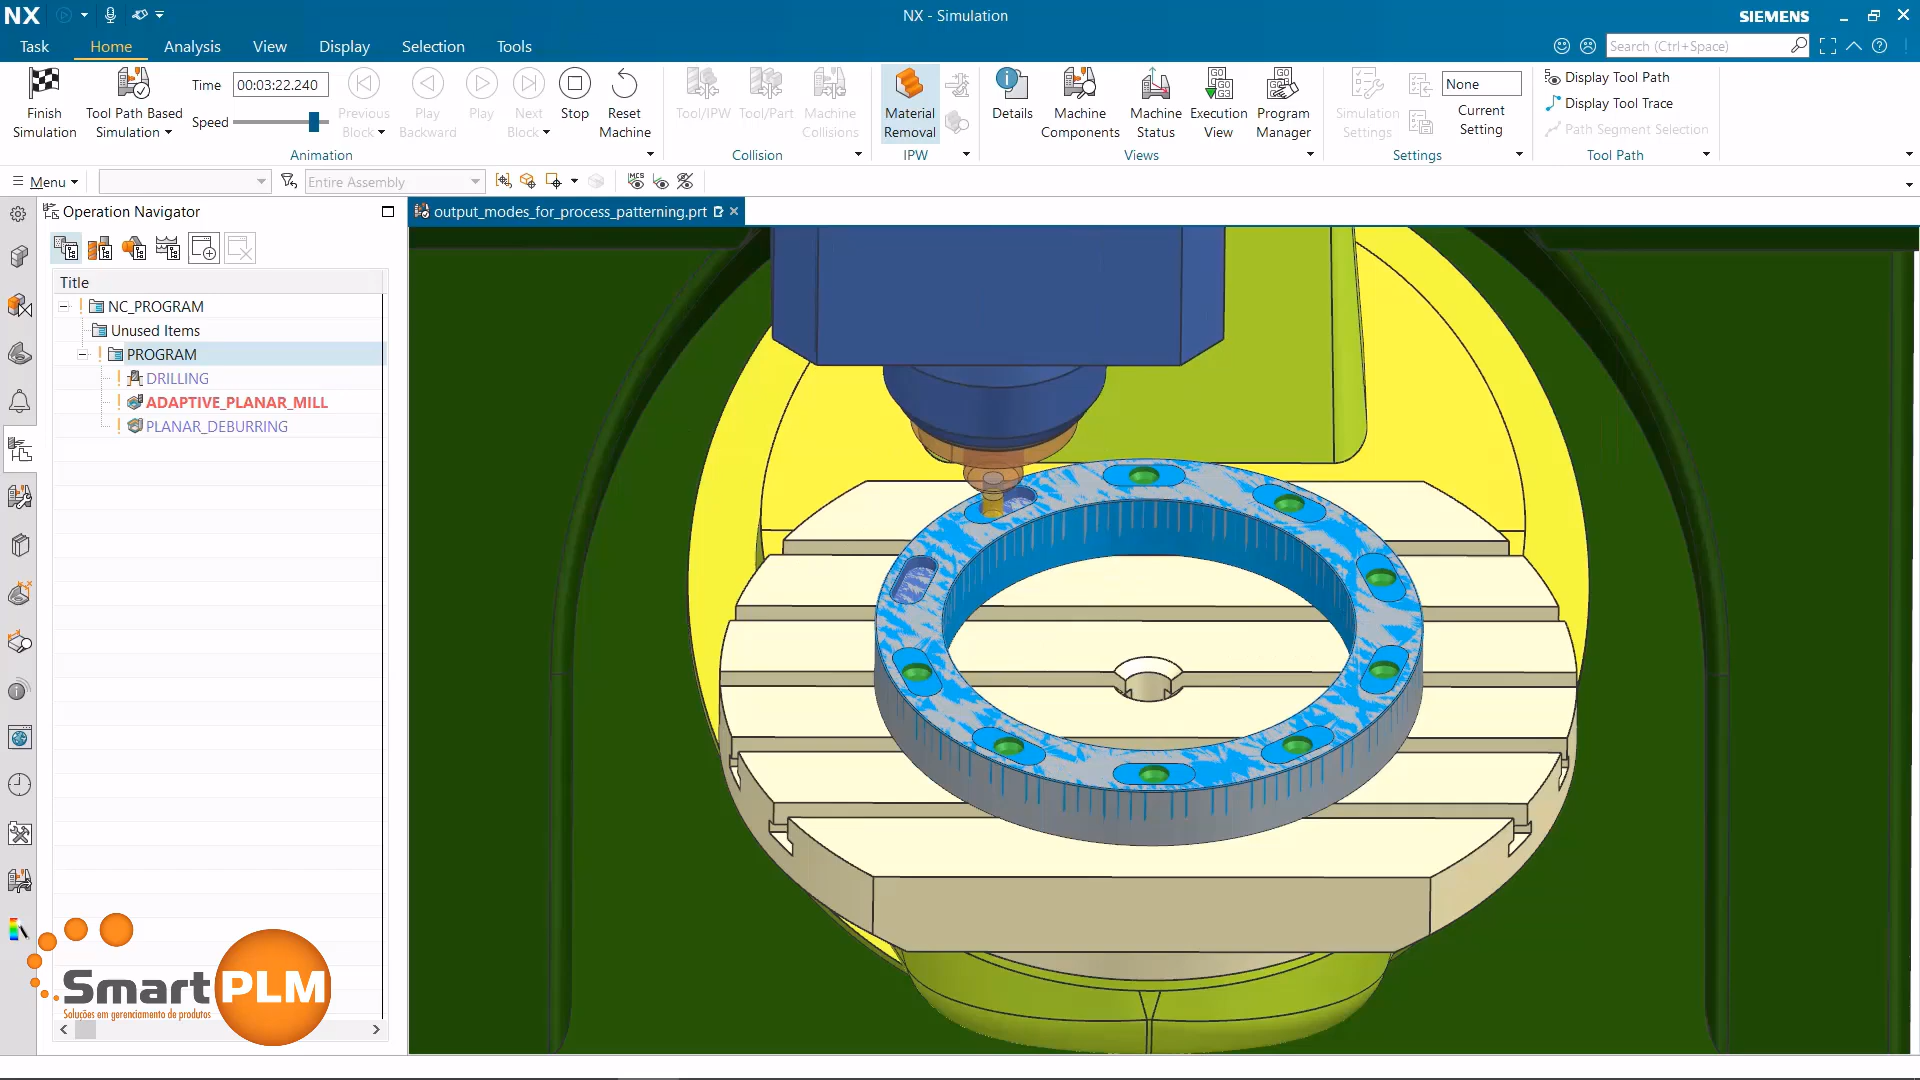 NX
NX - Simulation
SIEMENS
Task
Home
Analysis
View
Display
Selection
Tools
Search (Ctrl+Space)
Finish
Simulation
Tool Path Based
Simulation
Time 00:03:22.240
Speed
Previous
Block
Play
Backward
Play
Next
Block
Stop
Reset
Machine
Animation
Tool/IPW
Tool/Part
Machine
Collisions
Collision
Material
Removal
IPW
Details
Machine
Components
Machine
Status
Execution
View
Program
Manager
Views
Simulation
Settings
None
Current
Setting
Settings
Display Tool Path
Display Tool Trace
Path Segment Selection
Tool Path
Menu
Entire Assembly
MCS
Operation Navigator
output_modes_for_process_patterning.prt
Title
NC_PROGRAM
Unused Items
PROGRAM
DRILLING
ADAPTIVE_PLANAR_MILL
PLANAR_DEBURRING
SmartPLM
Soluções em gerenciamento de produtos